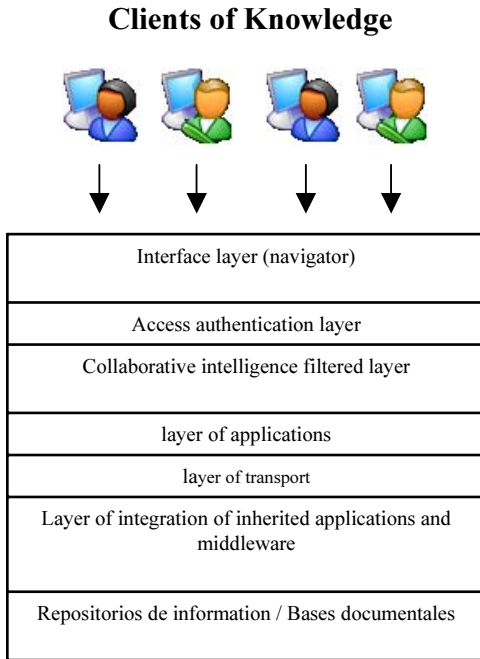 Clients of Knowledge
Interface layer (navigator)
Access authentication layer
Collaborative intelligence filtered layer
layer of applications
layer of transport
Layer of integration of inherited applications and
middleware
Repositorios de information / Bases documentales